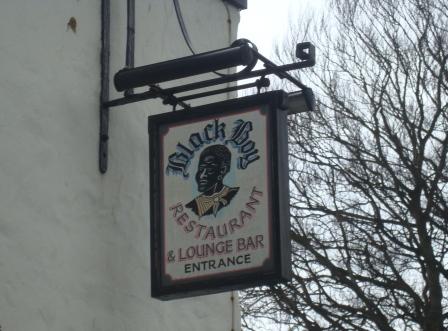 Black Boy
RESTAURANT
& LOUNGE BAR
ENTRANCE